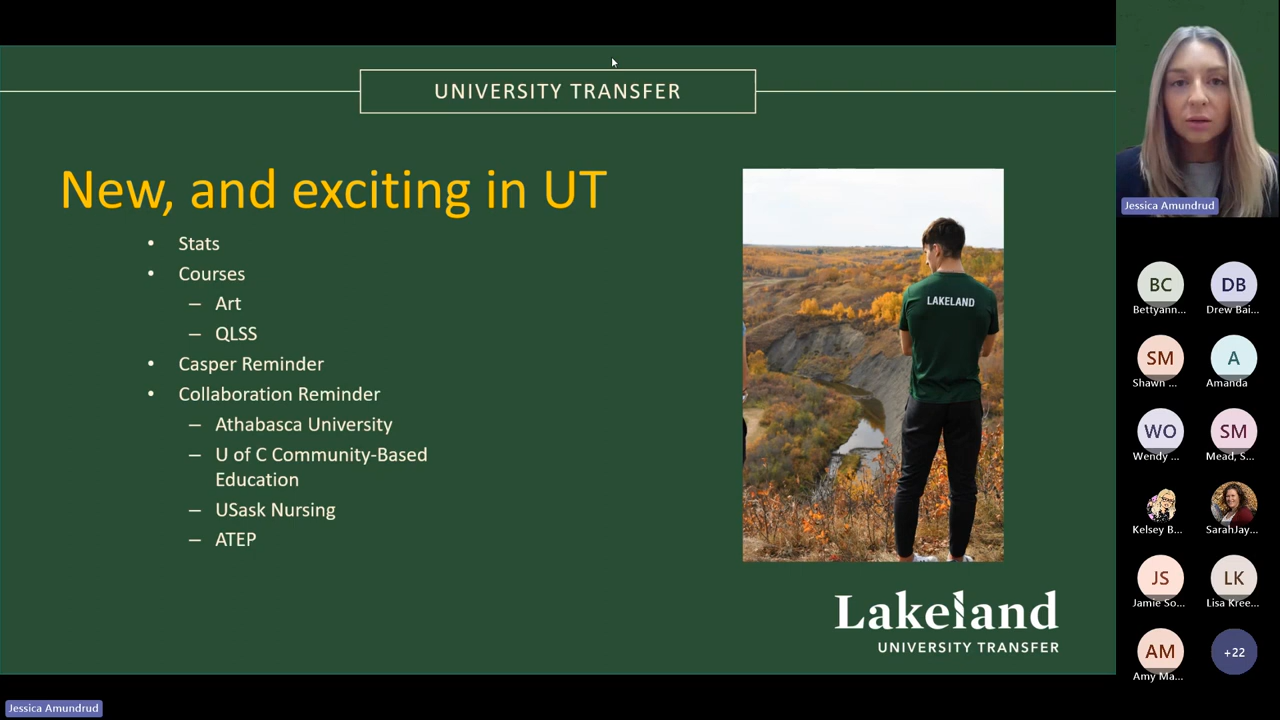 UNIVERSITY TRANSFER
New, and exciting in UT
• Stats
• Courses
– Art
– QLSS
• Casper Reminder
• Collaboration Reminder
– Athabasca University
– U of C Community-Based
Education
– USask Nursing
– ATEP
LAKELAND
Lakeland
UNIVERSITY TRANSFER
Jessica Amundrud
Jessica Amundrud
BC
Bettyann...
DB
Drew Bai...
SM
Shawn ...
A
Amanda
WO
Wendy ...
SM
Mead, S...
Kelsey B...
SarahJay...
JS
Jamie So...
LK
Lisa Kree...
AM
Amy Ma...
+22